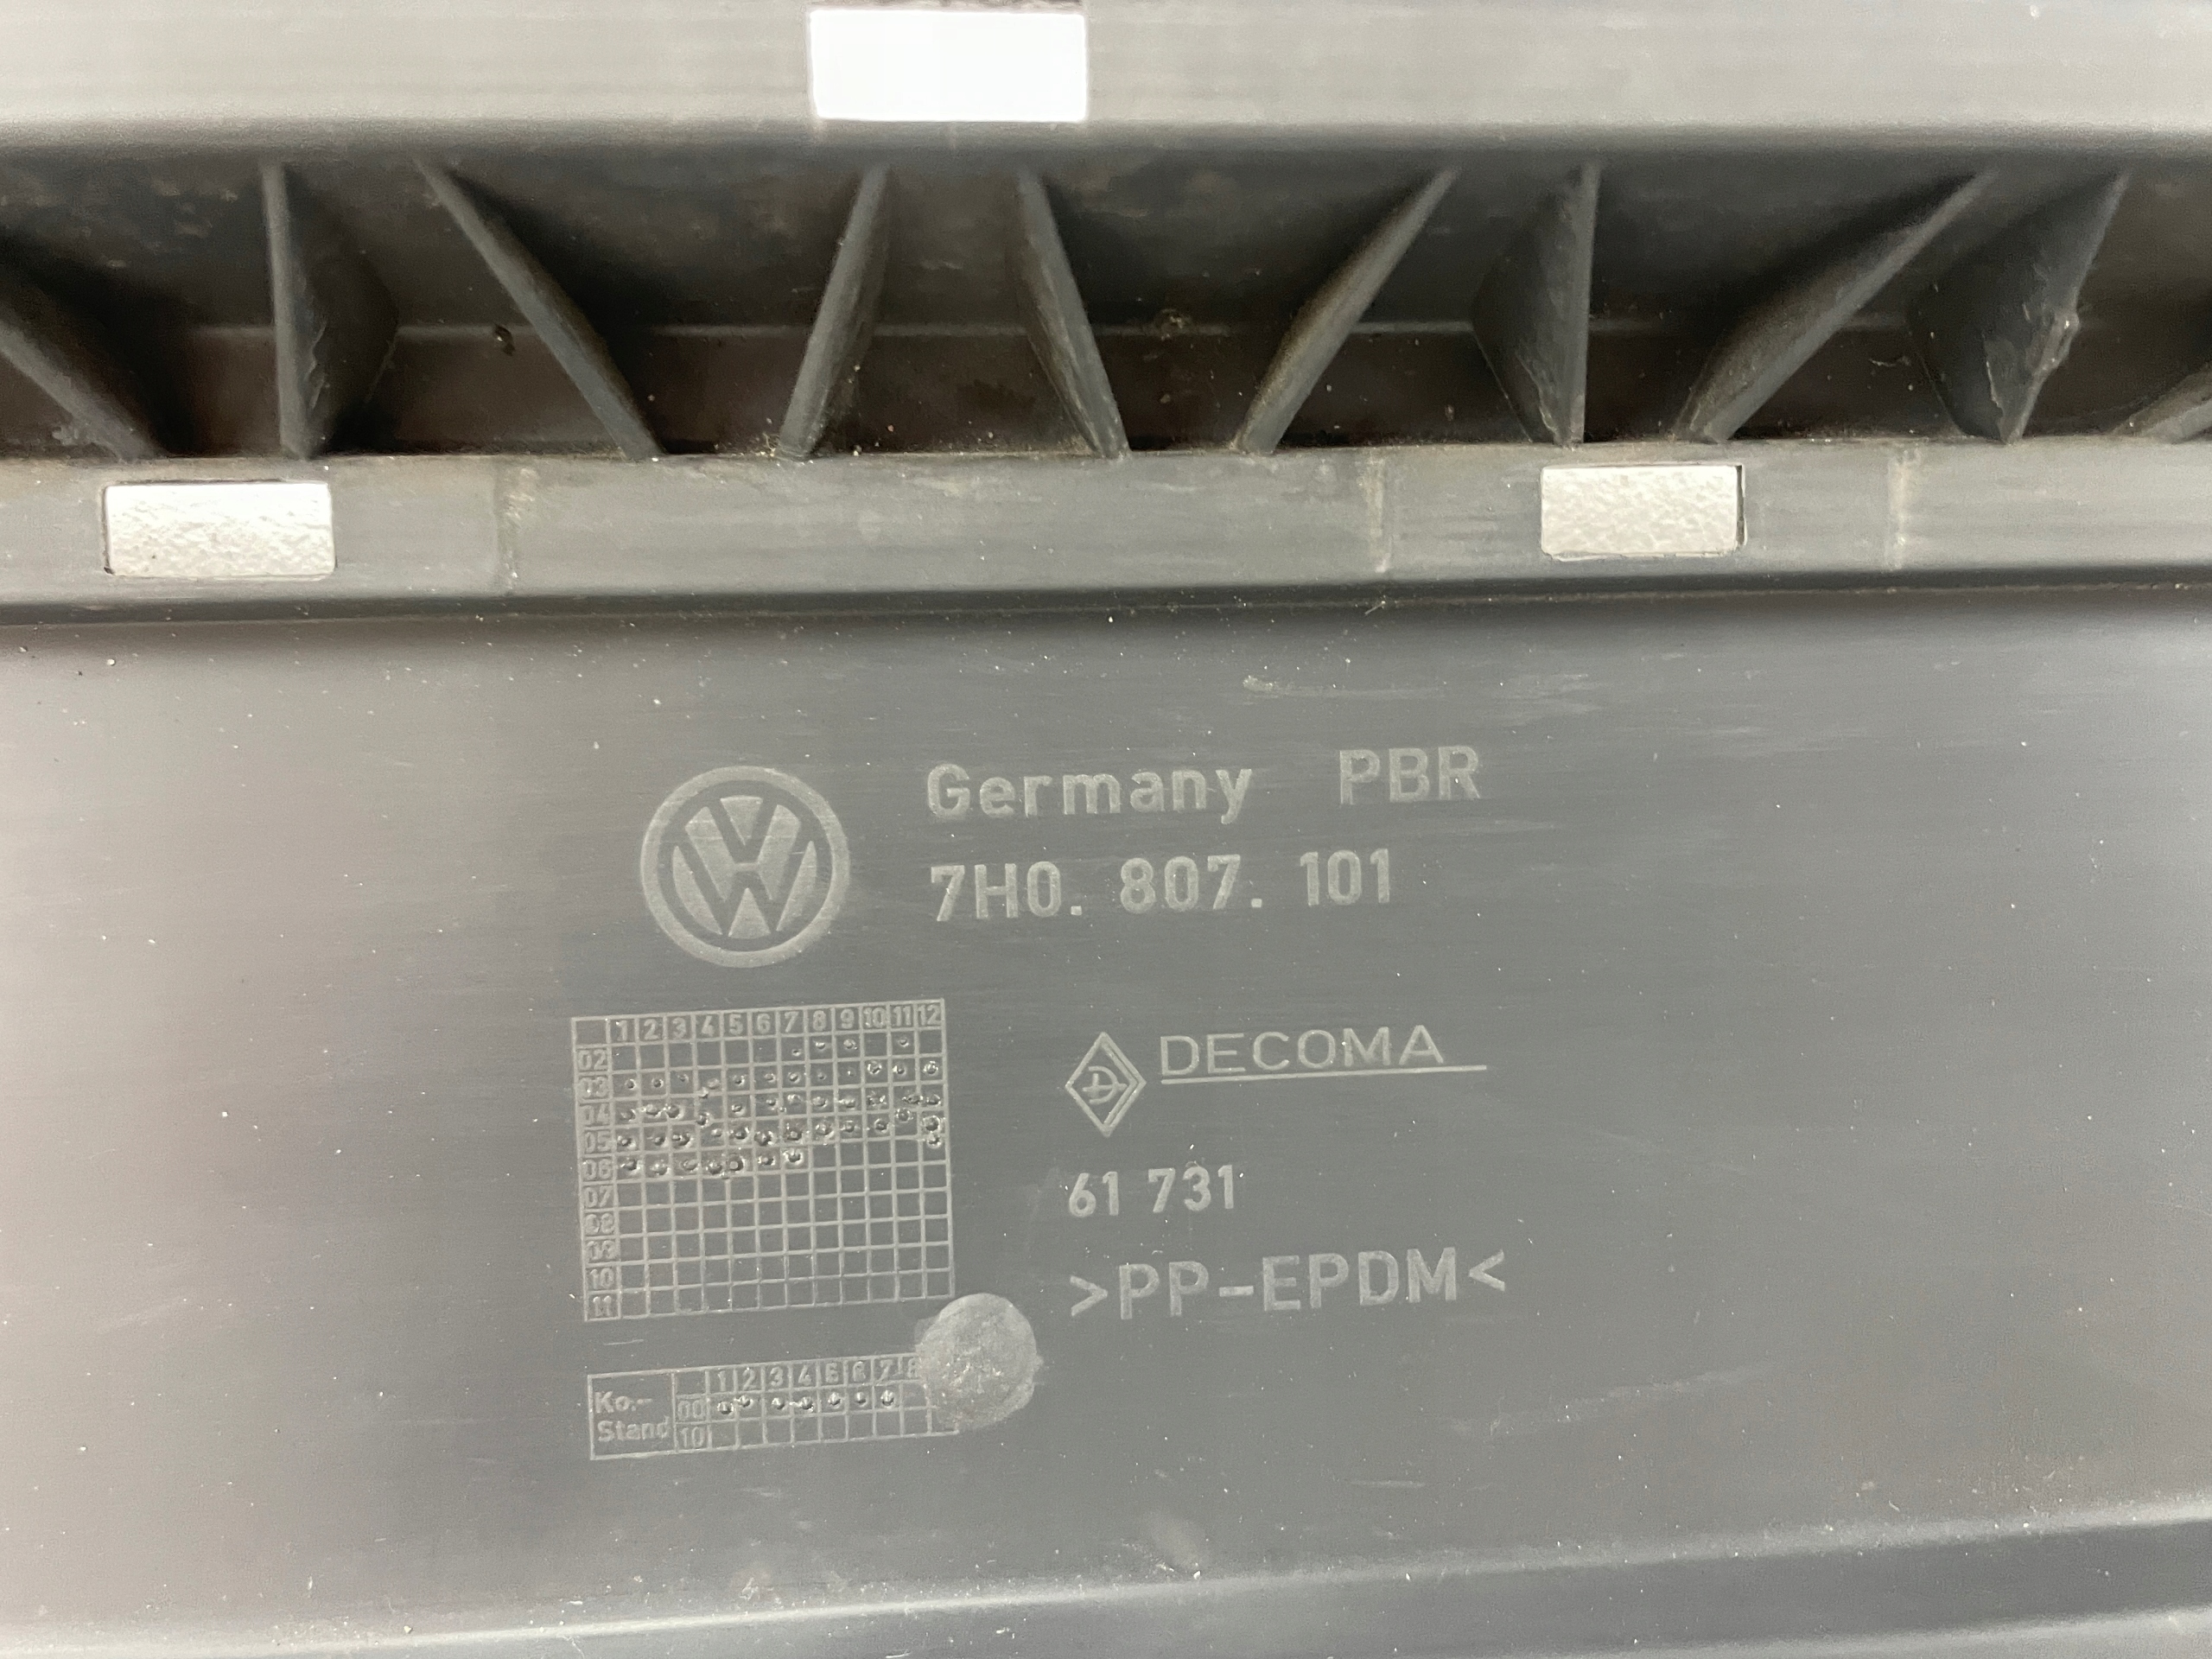 Germany PBR
7H0. 807. 101
1 2 3 4 5 6 7 8 9 10 11 12
02
03
04
05
06
07
08
09
10
11
DECOMA
61 731
>PP-EPDM<
1 2 3 4 5 6 7 8
Ko.- 00
Stand 10